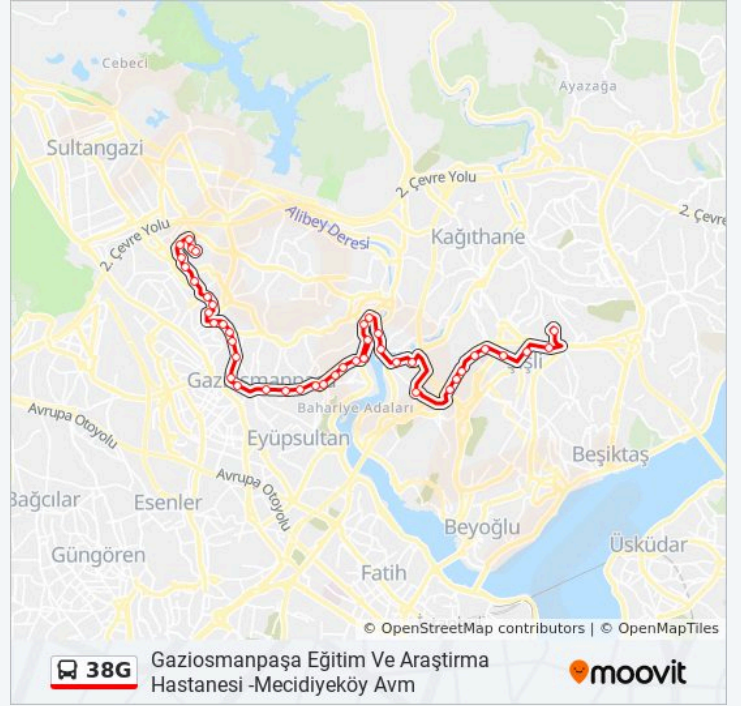 Cebeci
Ayazağa
Sultangazi
2. Çevre Yolu
2. Çevre
2. Çevre Yolu
Alibey Deresi
Kağıthane
Şişli
Gaziosmanpaşa
Bahariye Adaları
Avrupa Otoyolu
Eyüpsultan
Beşiktaş
Avrupa Otoyolu
Bağcılar
Esenler
Beyoğlu
Üsküdar
Güngören
Fatih
© OpenStreetMap contributors | © OpenMapTiles
38G
Gaziosmanpaşa Eğitim Ve Araştirma
Hastanesi -Mecidiyeköy Avm
moovit